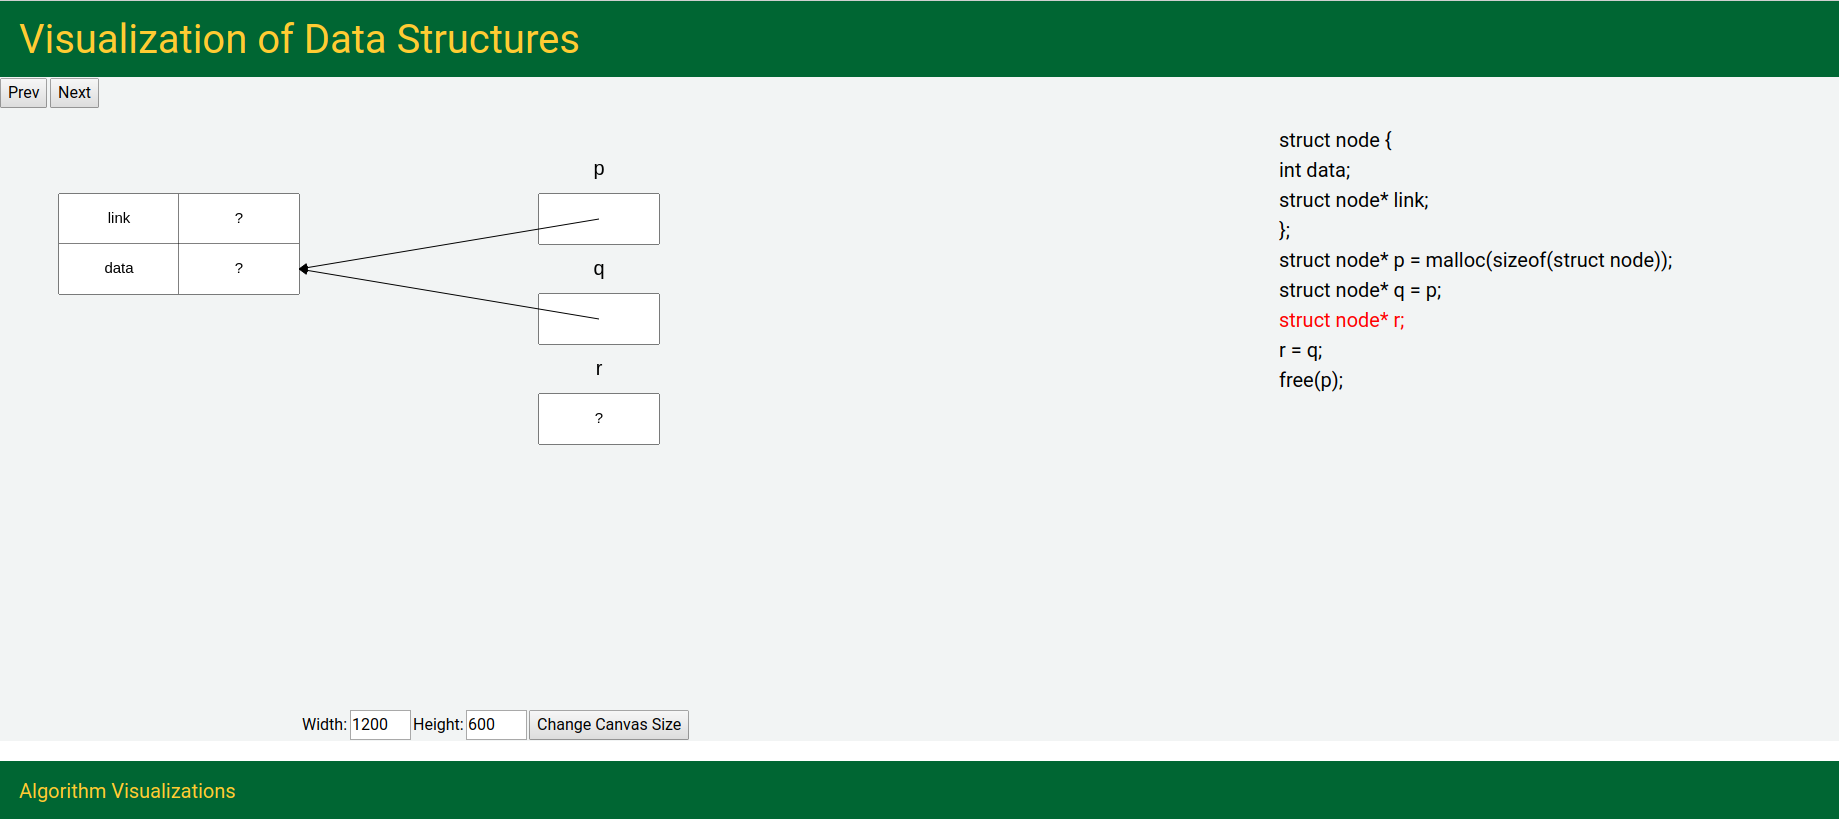 Visualization of Data Structures
Prev Next
p
link ?
data ?
q
r
?
struct node {
int data;
struct node* link;
};
struct node* p = malloc(sizeof(struct node));
struct node* q = p;
struct node* r;
r = q;
free(p);
Width: 1200 Height: 600 Change Canvas Size
Algorithm Visualizations